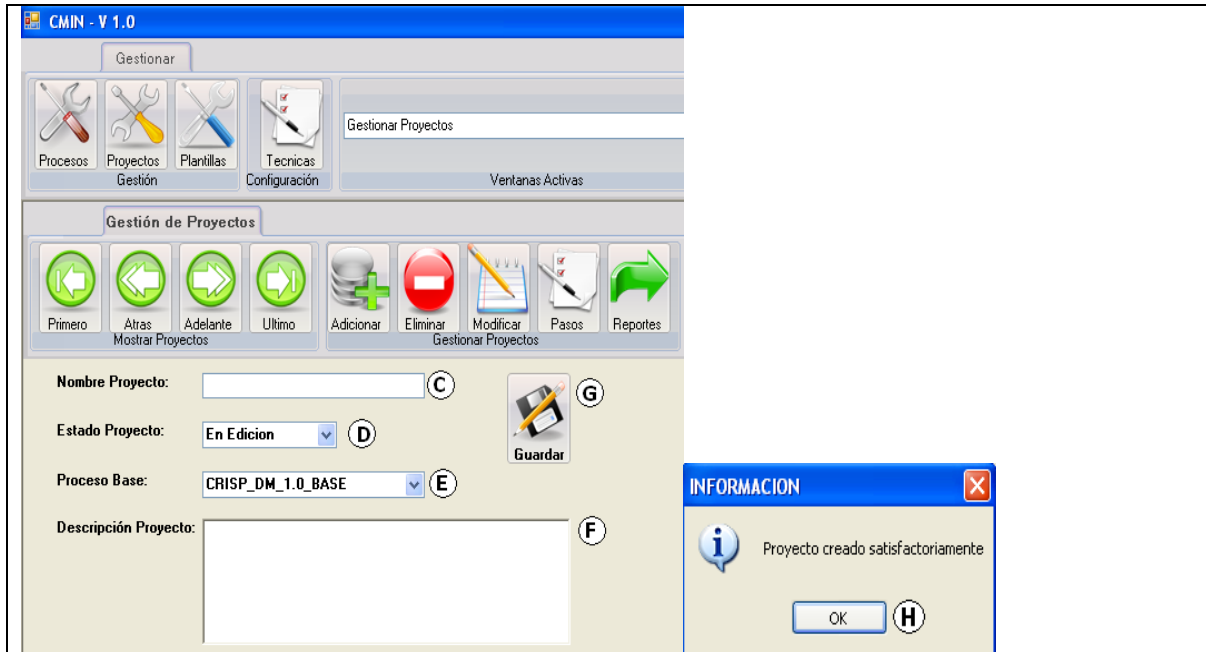 CMIN - V 1.0
Gestionar
Procesos Proyectos Plantillas Tecnicas Gestionar Proyectos
Gestión Configuración Ventanas Activas
Gestión de Proyectos
Primero Atras Adelante Ultimo Adicionar Eliminar Modificar Pasos Reportes
Mostrar Proyectos Gestionar Proyectos
Nombre Proyecto: C G
Estado Proyecto: En Edicion D
Guardar
Proceso Base: CRISP_DM_1.0_BASE E
Descripción Proyecto: F
INFORMACION
Proyecto creado satisfactoriamente
OK H